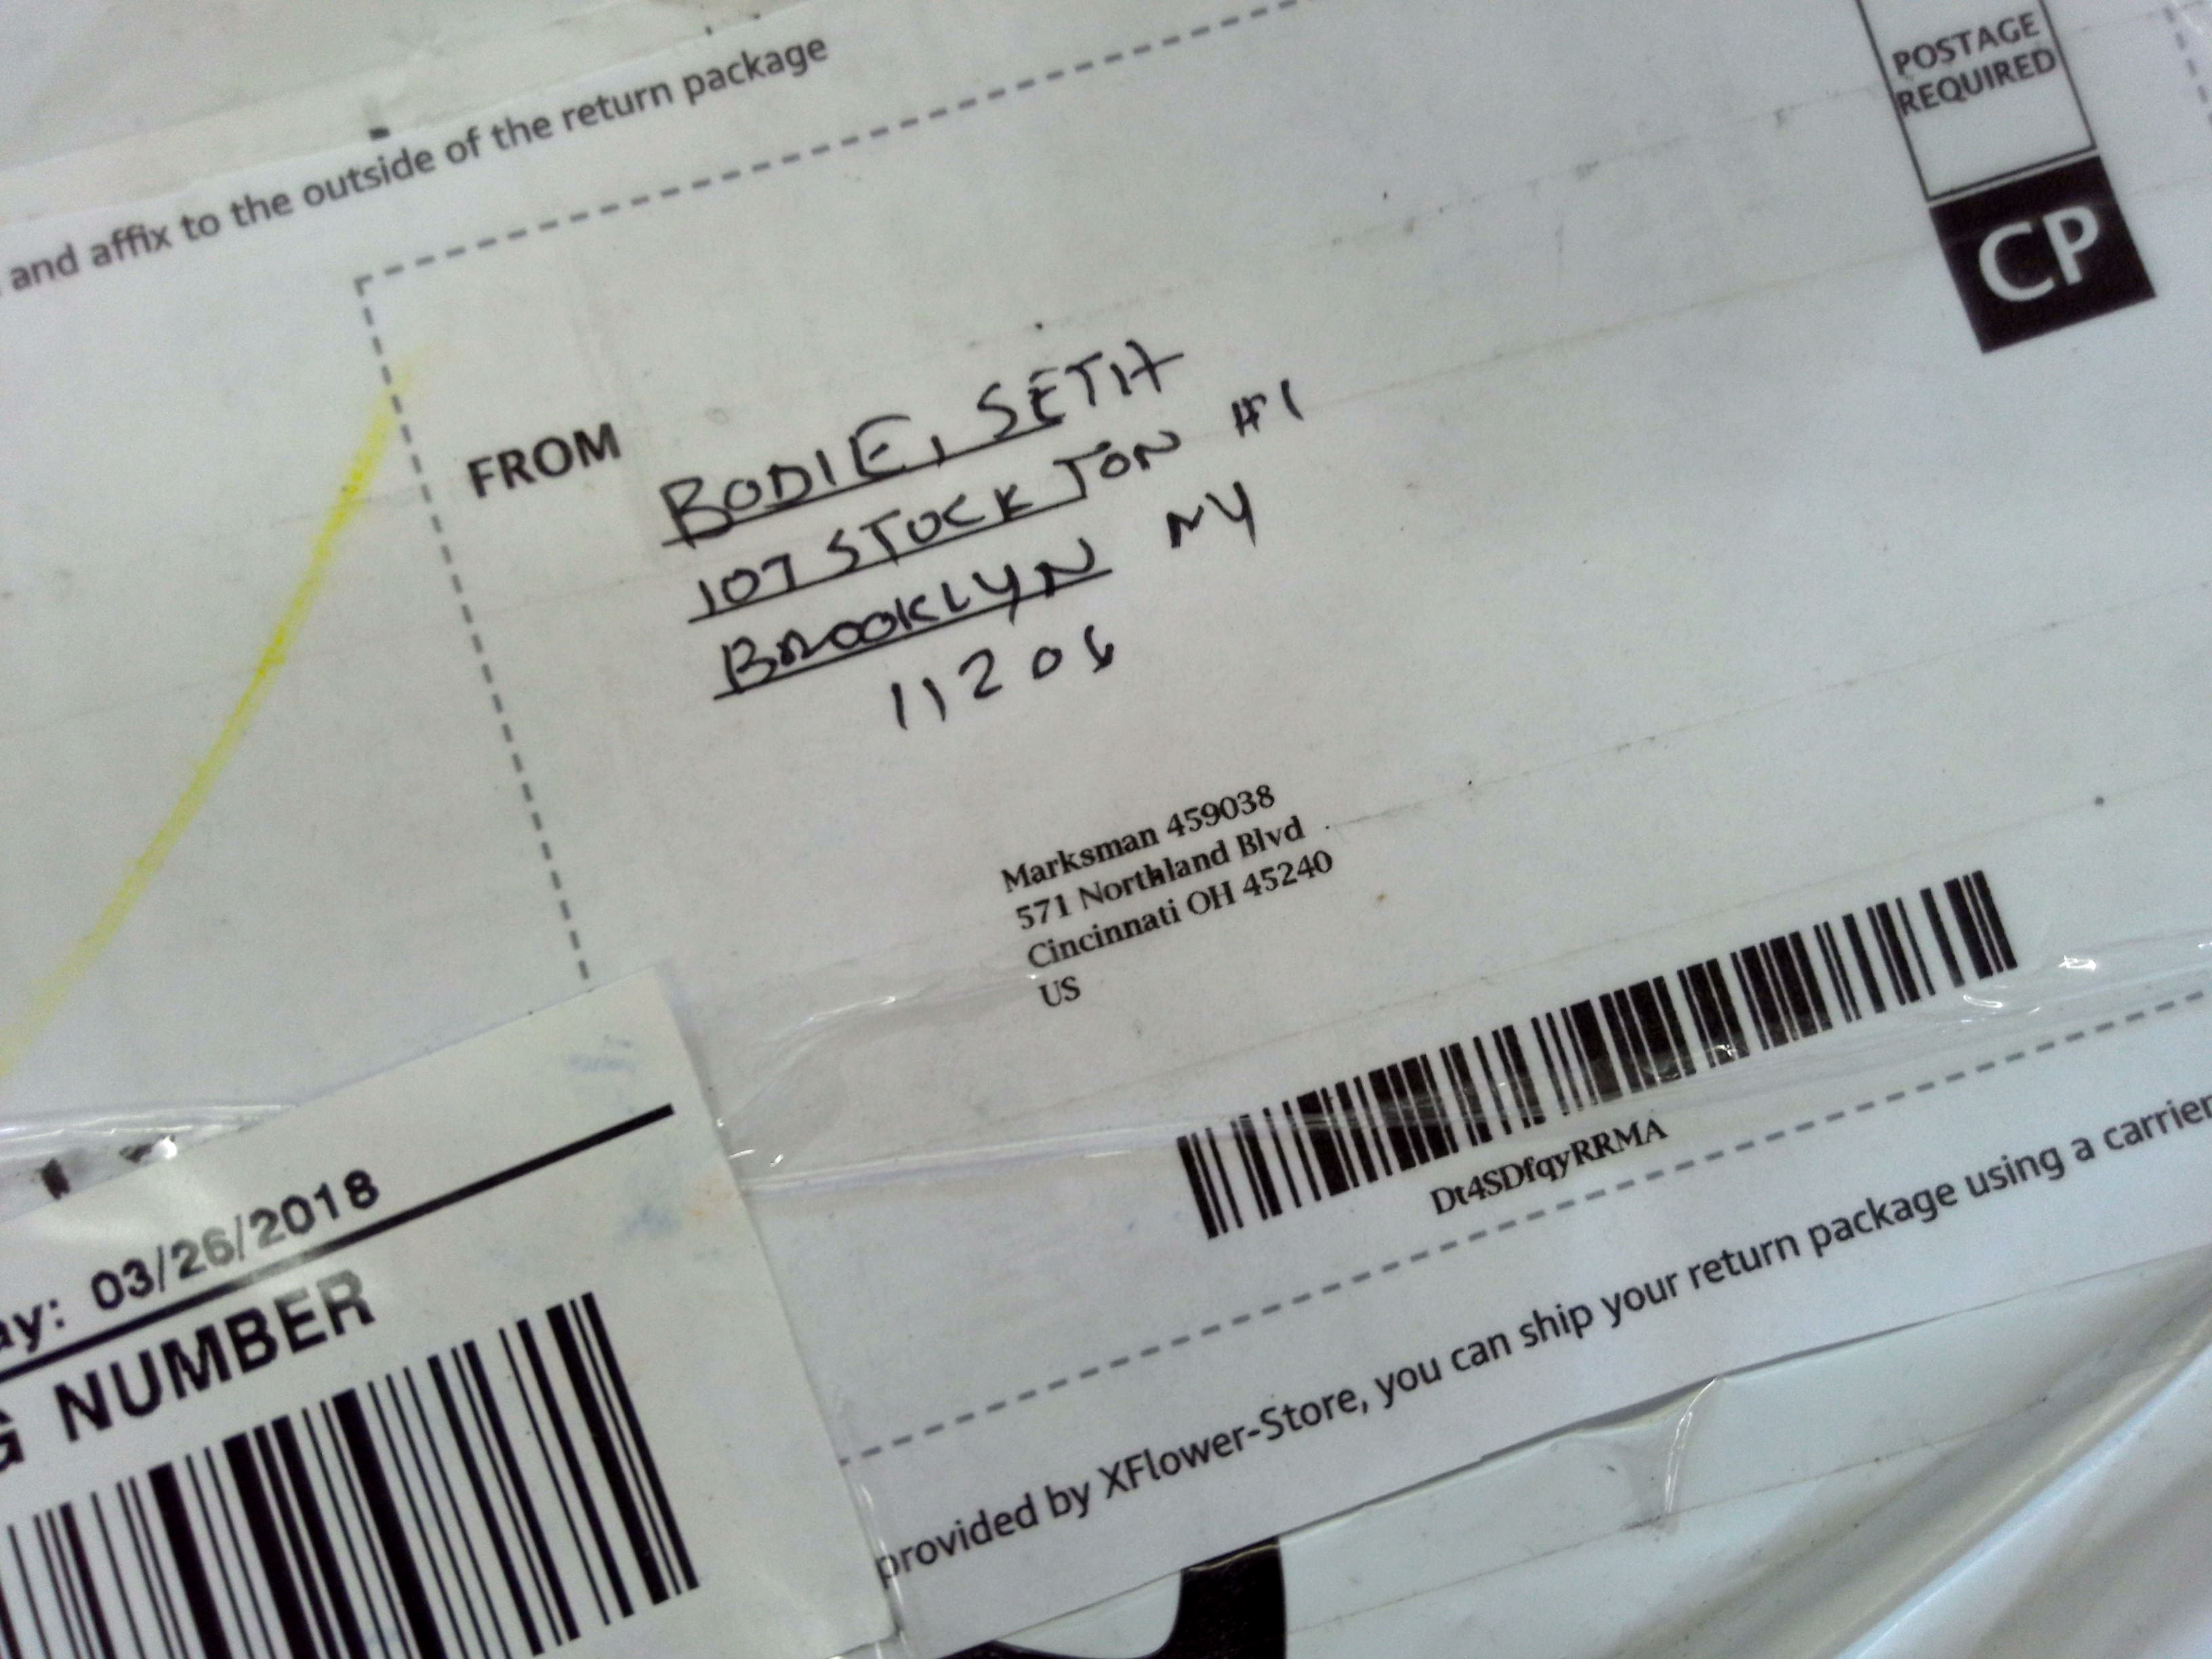 and affix to the outside of the return package
POSTAGE
REQUIRED
CP
FROM
BODIE, SETH
107 STOCKTON #1
BROOKLYN NY
11206
Marksman 459038
571 Northland Blvd
Cincinnati OH 45240
US
Dt4SDfqyRRMA
provided by XFlower-Store, you can ship your return package using a carrier
ay: 03/26/2018
G NUMBER